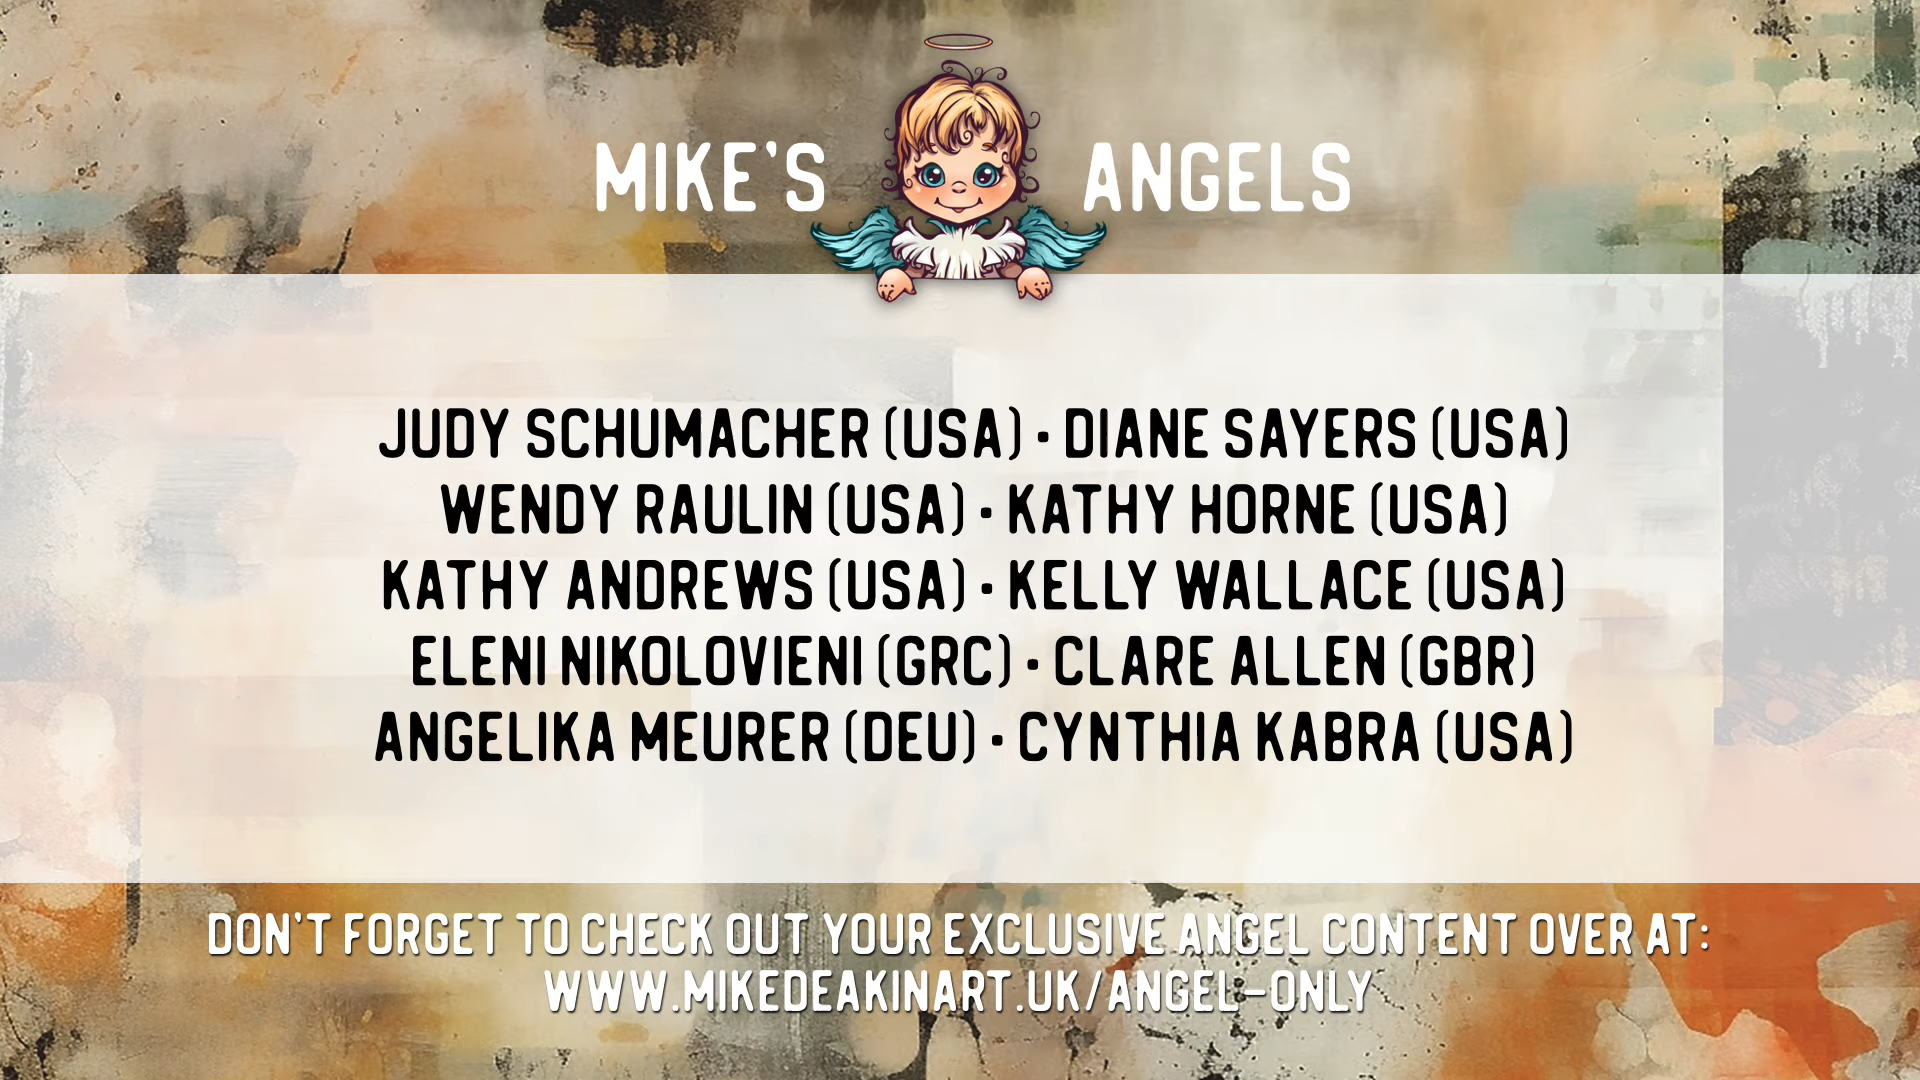 MIKE'S ANGELS
JUDY SCHUMACHER (USA) • DIANE SAYERS (USA)
WENDY RAULIN (USA) • KATHY HORNE (USA)
KATHY ANDREWS (USA) • KELLY WALLACE (USA)
ELENI NIKOLOVIENI (GRC) • CLARE ALLEN (GBR)
ANGELIKA MEURER (DEU) • CYNTHIA KABRA (USA)
DON'T FORGET TO CHECK OUT YOUR EXCLUSIVE ANGEL CONTENT OVER AT:
WWW.MIKEDEAKINART.UK/ANGEL-ONLY